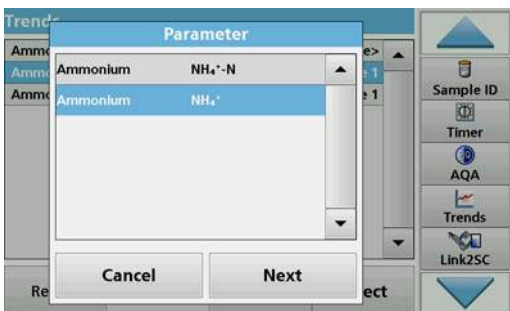 Trends
Parameter
Ammonium NH₄⁺-N
Ammonium NH₄⁺
Cancel
Next
Sample ID
Timer
AQA
Trends
Link2SC